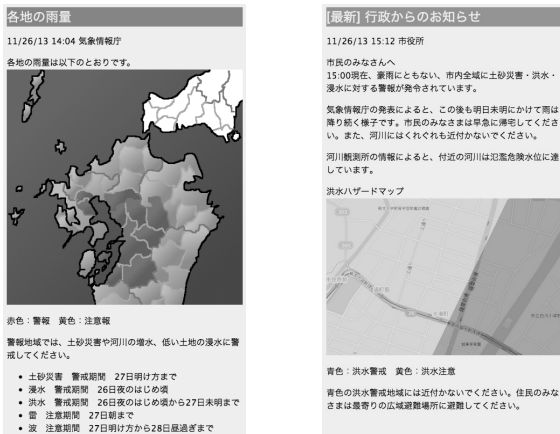 各地の雨量
11/26/13 14:04 気象情報庁
各地の雨量は以下のとおりです。
赤色：警報　黄色：注意報
警報地域では、土砂災害や河川の増水、低い土地の浸水に警
戒してください。
• 土砂災害　警戒期間　27日明け方まで
• 浸水　警戒期間　26日夜のはじめ頃
• 洪水　警戒期間　26日夜のはじめ頃から27日未明まで
• 雷　注意期間　27日朝まで
• 波　注意期間　27日明け方から28日昼過ぎまで
[最新] 行政からのお知らせ
11/26/13 15:12 市役所
市民のみなさんへ
15:00現在、豪雨にともない、市内全域に土砂災害・洪水・
浸水に対する警報が発令されています。
気象情報庁の発表によると、この後も明日未明にかけて雨は
降り続く様子です。市民のみなさまは早急に帰宅してくださ
い。また、河川にはくれぐれも近付かないでください。
河川観測所の情報によると、付近の河川は氾濫危険水位に達
しています。
洪水ハザードマップ
青色：洪水警戒　黄色：洪水注意
青色の洪水警戒地域には近付かないでください。住民のみな
さまは最寄りの広域避難場所に避難してください。